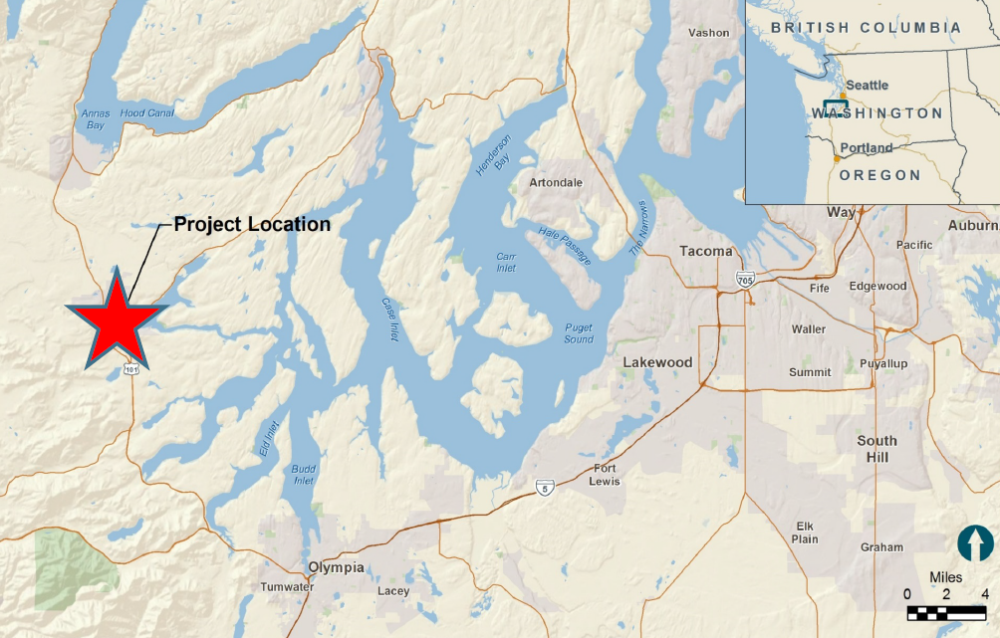 Vashon
BRITISH COLUMBIA
Seattle
WASHINGTON
Portland
OREGON
Annas
Bay
Hood Canal
Henderson
Bay
Artondale
The Narrows
Hale Passage
Carr
Inlet
Project Location
Way
Auburn
Pacific
Tacoma
705
Fife
Edgewood
Case Inlet
Puget
Sound
Waller
Lakewood
Summit
Puyallup
101
Eld Inlet
Budd
Inlet
South
Hill
Fort
Lewis
5
Elk
Plain
Graham
Olympia
Tumwater
Lacey
Miles
0 2 4